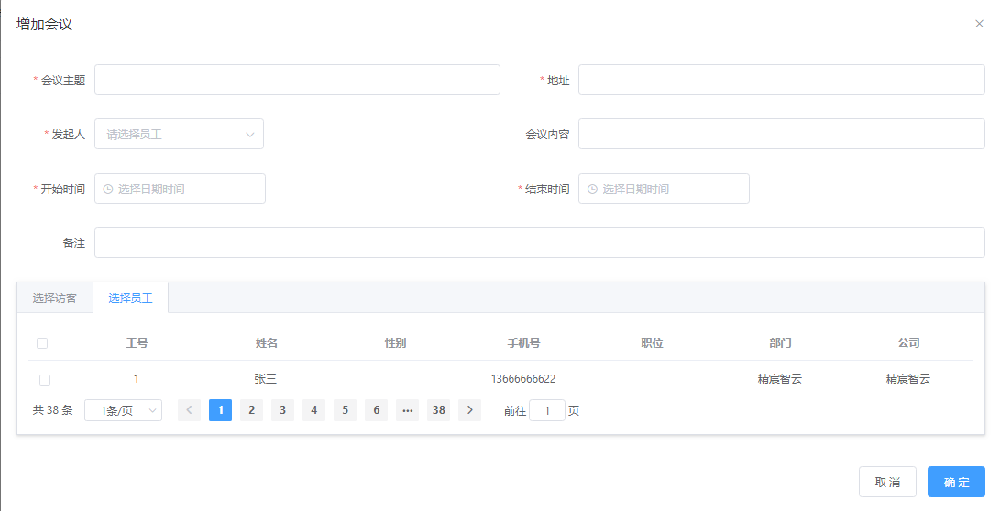 增加会议
* 会议主题
* 地址
* 发起人 请选择员工
会议内容
* 开始时间 选择日期时间
* 结束时间 选择日期时间
备注
选择访客 选择员工
工号 姓名 性别 手机号 职位 部门 公司
1 张三 13666666622 精宸智云 精宸智云
共 38 条 1条/页 1 2 3 4 5 6 ••• 38 前往 1 页
取 消 确 定